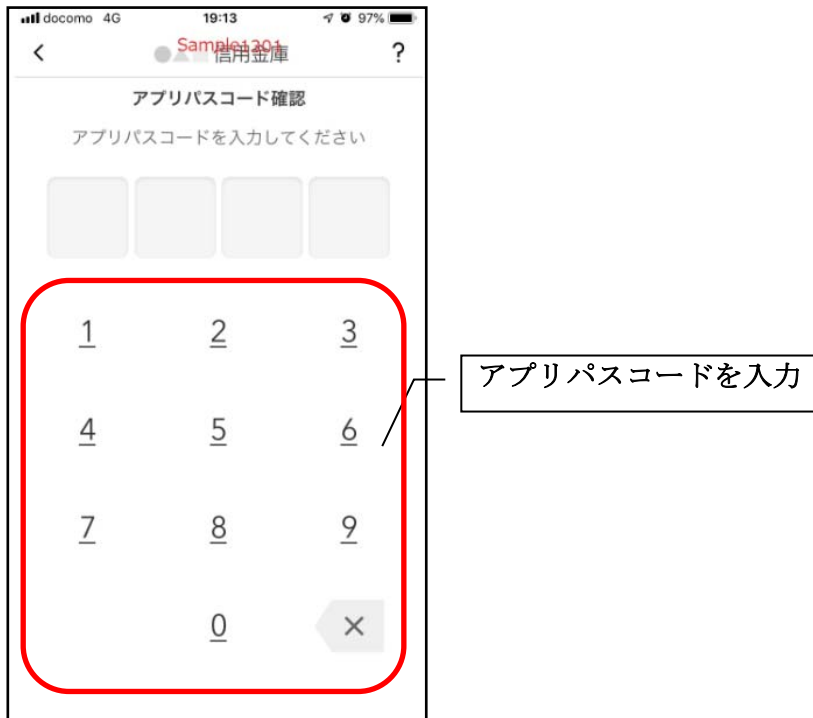 docomo 4G 19:13 97%
< Sample1201 ●▲■信用金庫 ?
アプリパスコード確認
アプリパスコードを入力してください
1 2 3
4 5 6
アプリパスコードを入力
7 8 9
0 ×